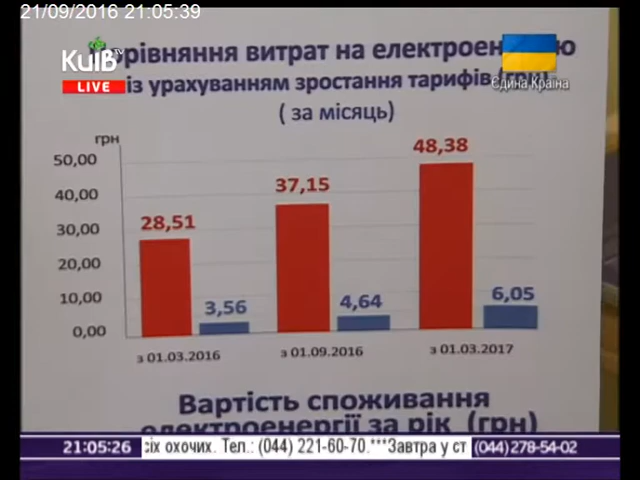 21/09/2016 21:05:39
Порівняння витрат на
із урахуванням зростання тарифів
( за місяць)
КиїВ TV
LIVE
Єдина Країна
грн
50,00
40,00
30,00
20,00
10,00
0,00
28,51
3,56
37,15
4,64
48,38
6,05
з 01.03.2016
з 01.09.2016
з 01.03.2017
Вартість споживання
електроенергії за рік (грн)
21:05:26 іх охочих. Тел.: (044) 221-60-70.***Завтра у ст (044) 278-54-02